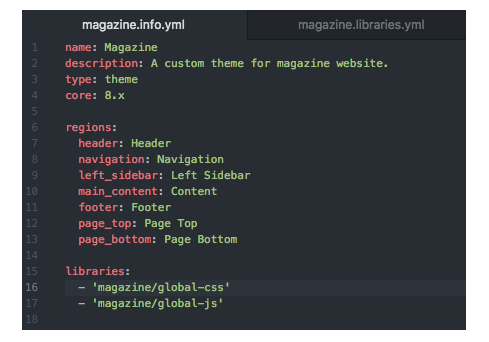 magazine.info.yml
magazine.libraries.yml
1 name: Magazine
2 description: A custom theme for magazine website.
3 type: theme
4 core: 8.x
5
6 regions:
7   header: Header
8   navigation: Navigation
9   left_sidebar: Left Sidebar
10   main_content: Content
11   footer: Footer
12   page_top: Page Top
13   page_bottom: Page Bottom
14
15 libraries:
16   - 'magazine/global-css'
17   - 'magazine/global-js'
18